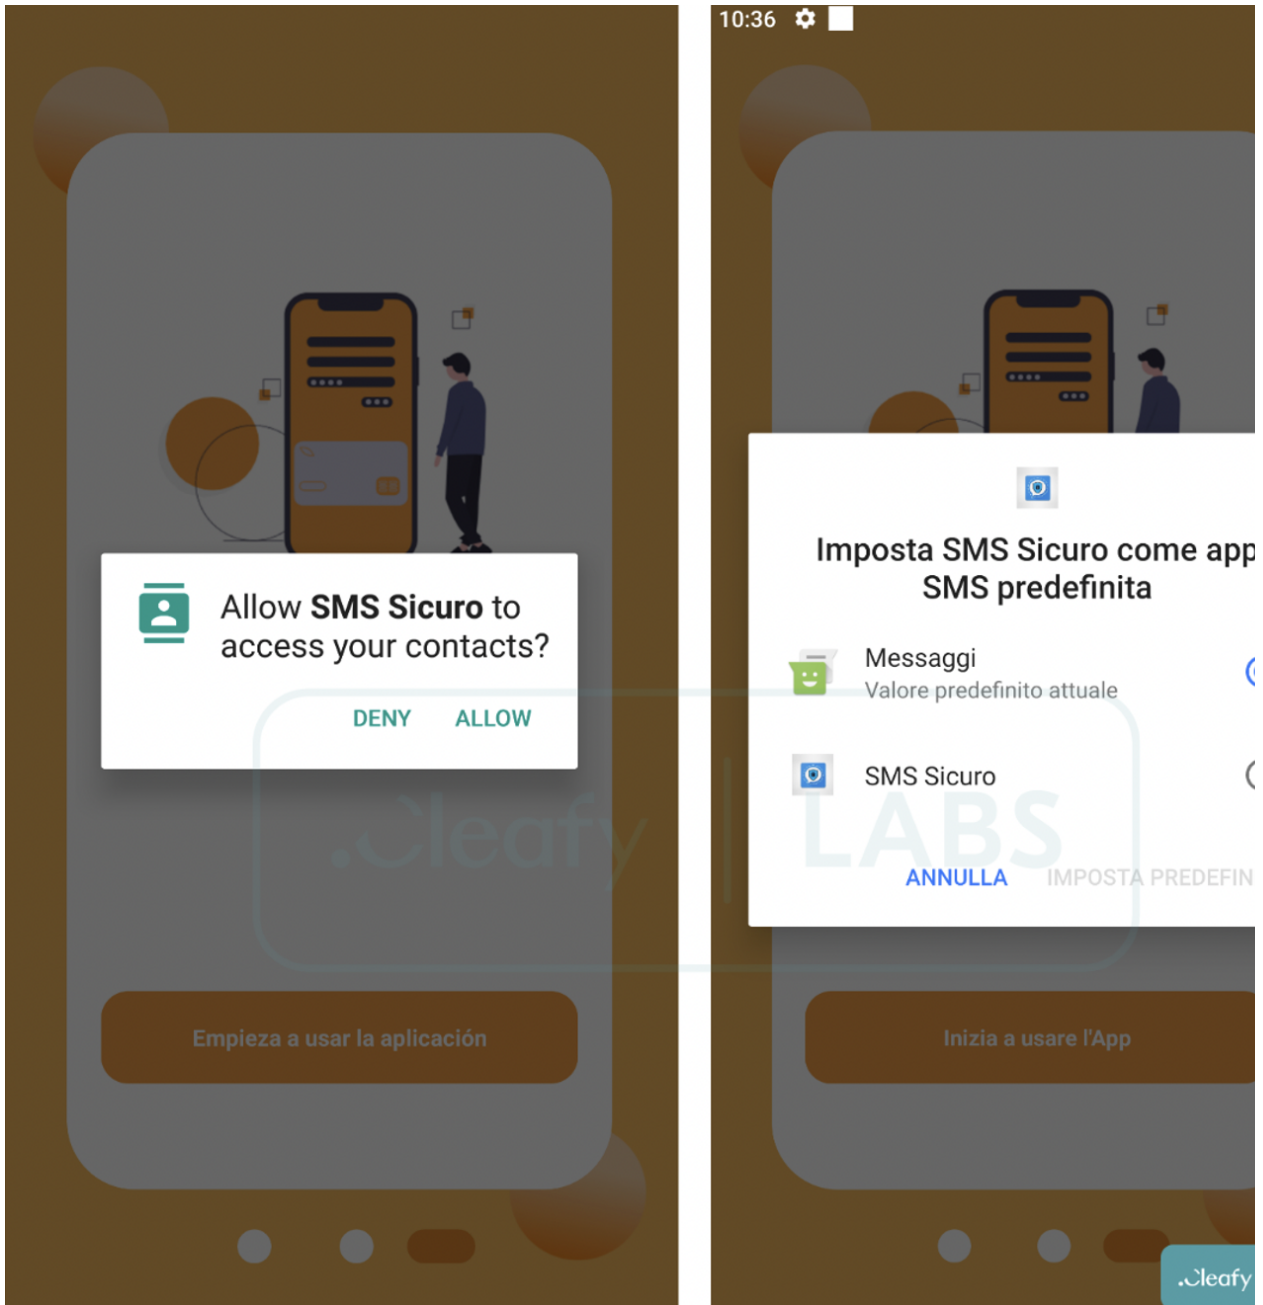 Allow SMS Sicuro to
access your contacts?
DENY ALLOW
Empieza a usar la aplicación
10:36
Imposta SMS Sicuro come app
SMS predefinita
Messaggi
Valore predefinito attuale
SMS Sicuro
ANNULLA IMPOSTA PREDEFIN
Inizia a usare l'App
Cleafy LABS
Cleafy